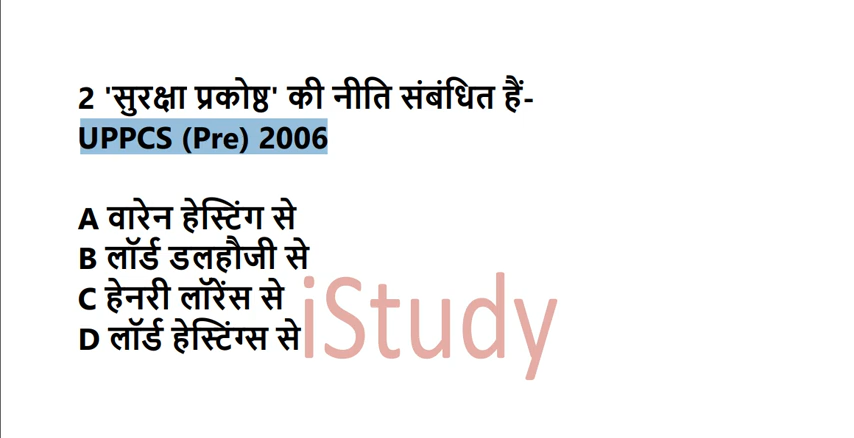 2 'सुरक्षा प्रकोष्ठ' की नीति संबंधित हैं-
UPPCS (Pre) 2006
A वारेन हेस्टिंग से
B लॉर्ड डलहौजी से
C हेनरी लॉरेंस से
D लॉर्ड हेस्टिंग्स से
iStudy